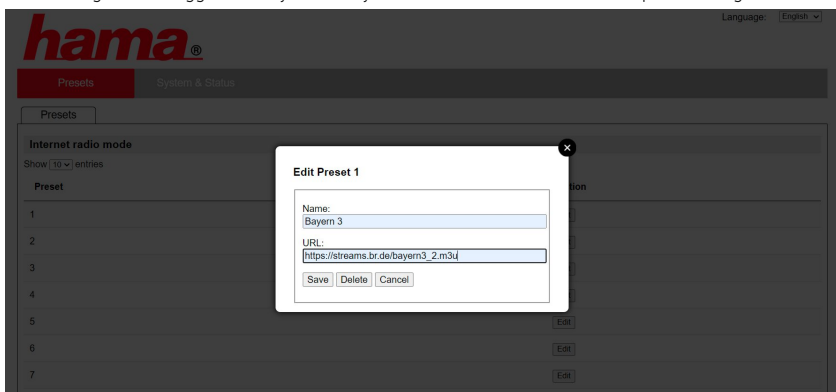 Language: English
hama®
Presets System & Status
Presets
Internet radio mode
Show 10 entries
Preset
1
2
3
4
5 Edit
6 Edit
7 Edit
Edit Preset 1
Name:
Bayern 3
URL:
https://streams.br.de/bayern3_2.m3u
Save Delete Cancel